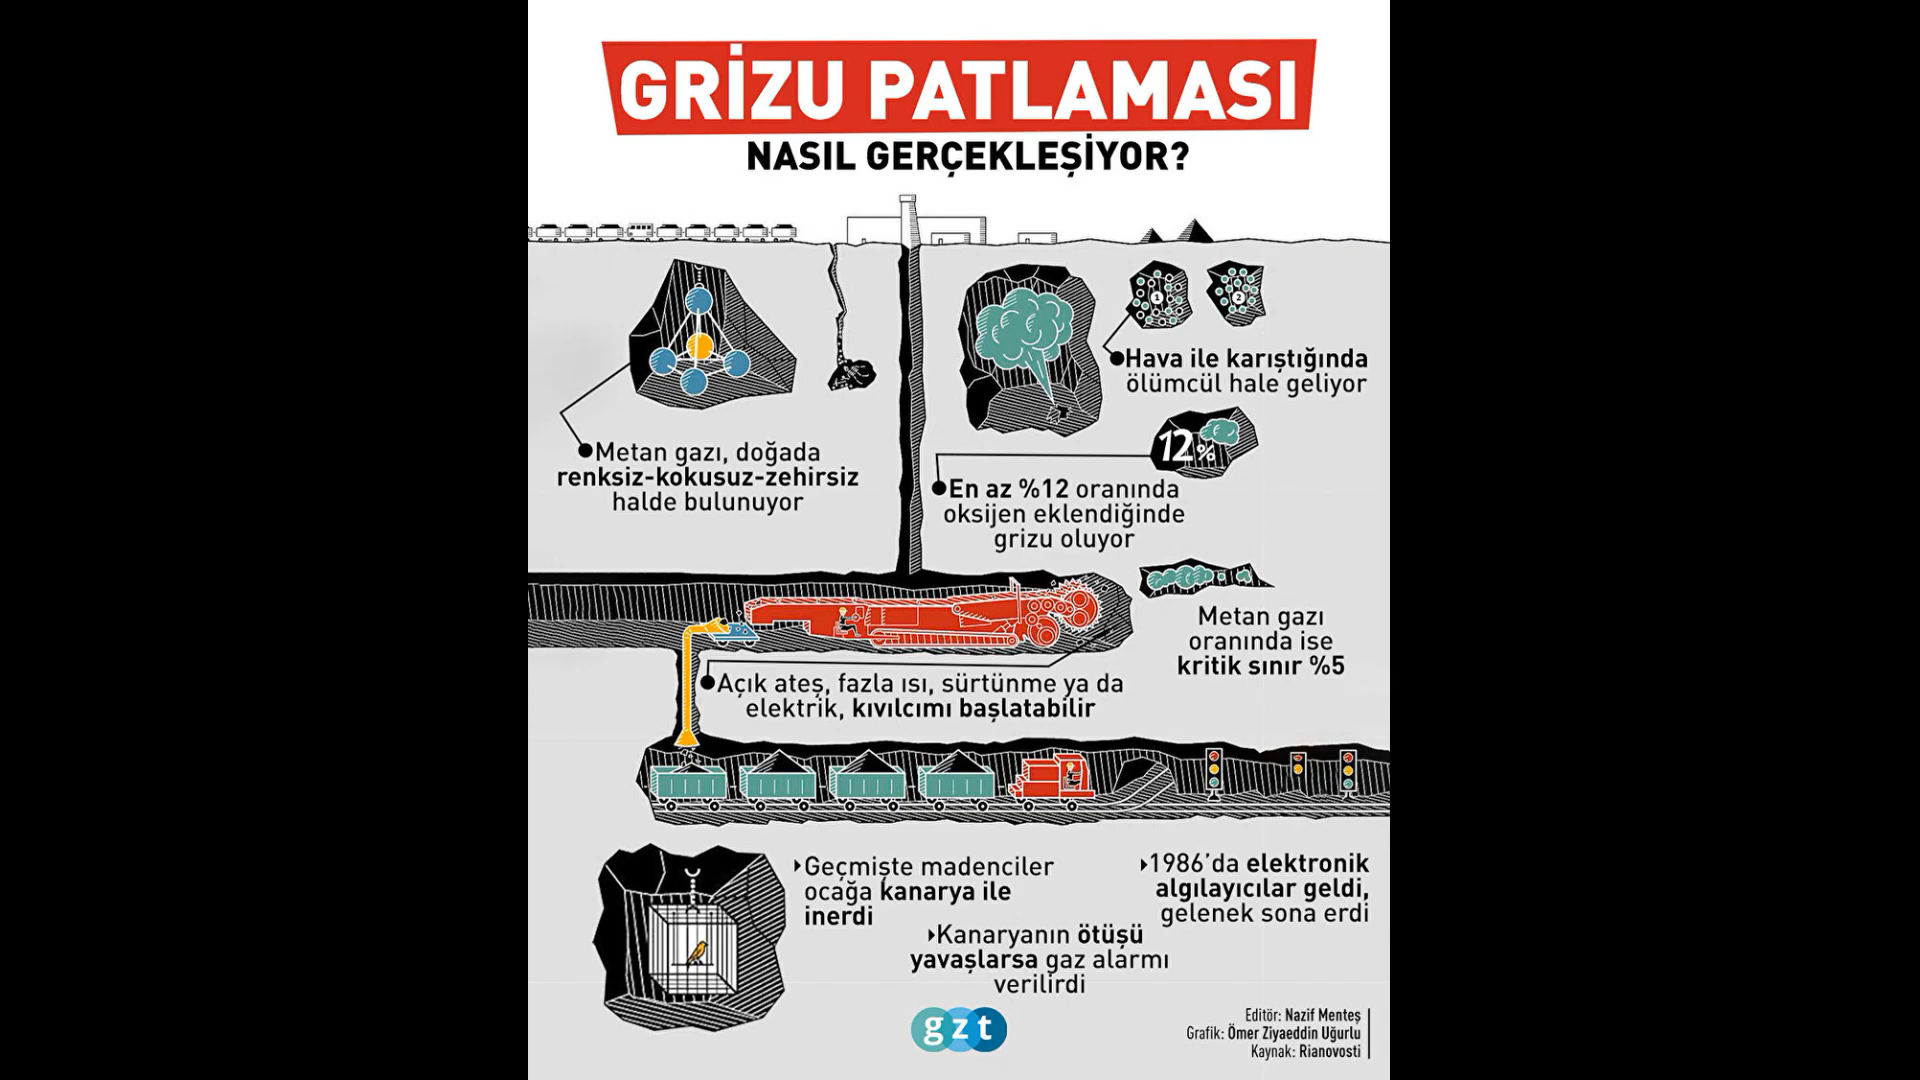 GRİZU PATLAMASI
NASIL GERÇEKLEŞİYOR?
1
2
Hava ile karıştığında
ölümcül hale geliyor
12%
Metan gazı, doğada
renksiz-kokusuz-zehirsiz
halde bulunuyor
En az %12 oranında
oksijen eklendiğinde
grizu oluyor
Metan gazı
oranında ise
kritik sınır %5
Açık ateş, fazla ısı, sürtünme ya da
elektrik, kıvılcımı başlatabilir
Geçmişte madenciler
ocağa kanarya ile
inerdi
Kanaryanın ötüşü
yavaşlarsa gaz alarmı
verilirdi
1986'da elektronik
algılayıcılar geldi,
gelenek sona erdi
gzt
Editör: Nazif Menteş
Grafik: Ömer Ziyaeddin Uğurlu
Kaynak: Rianovosti